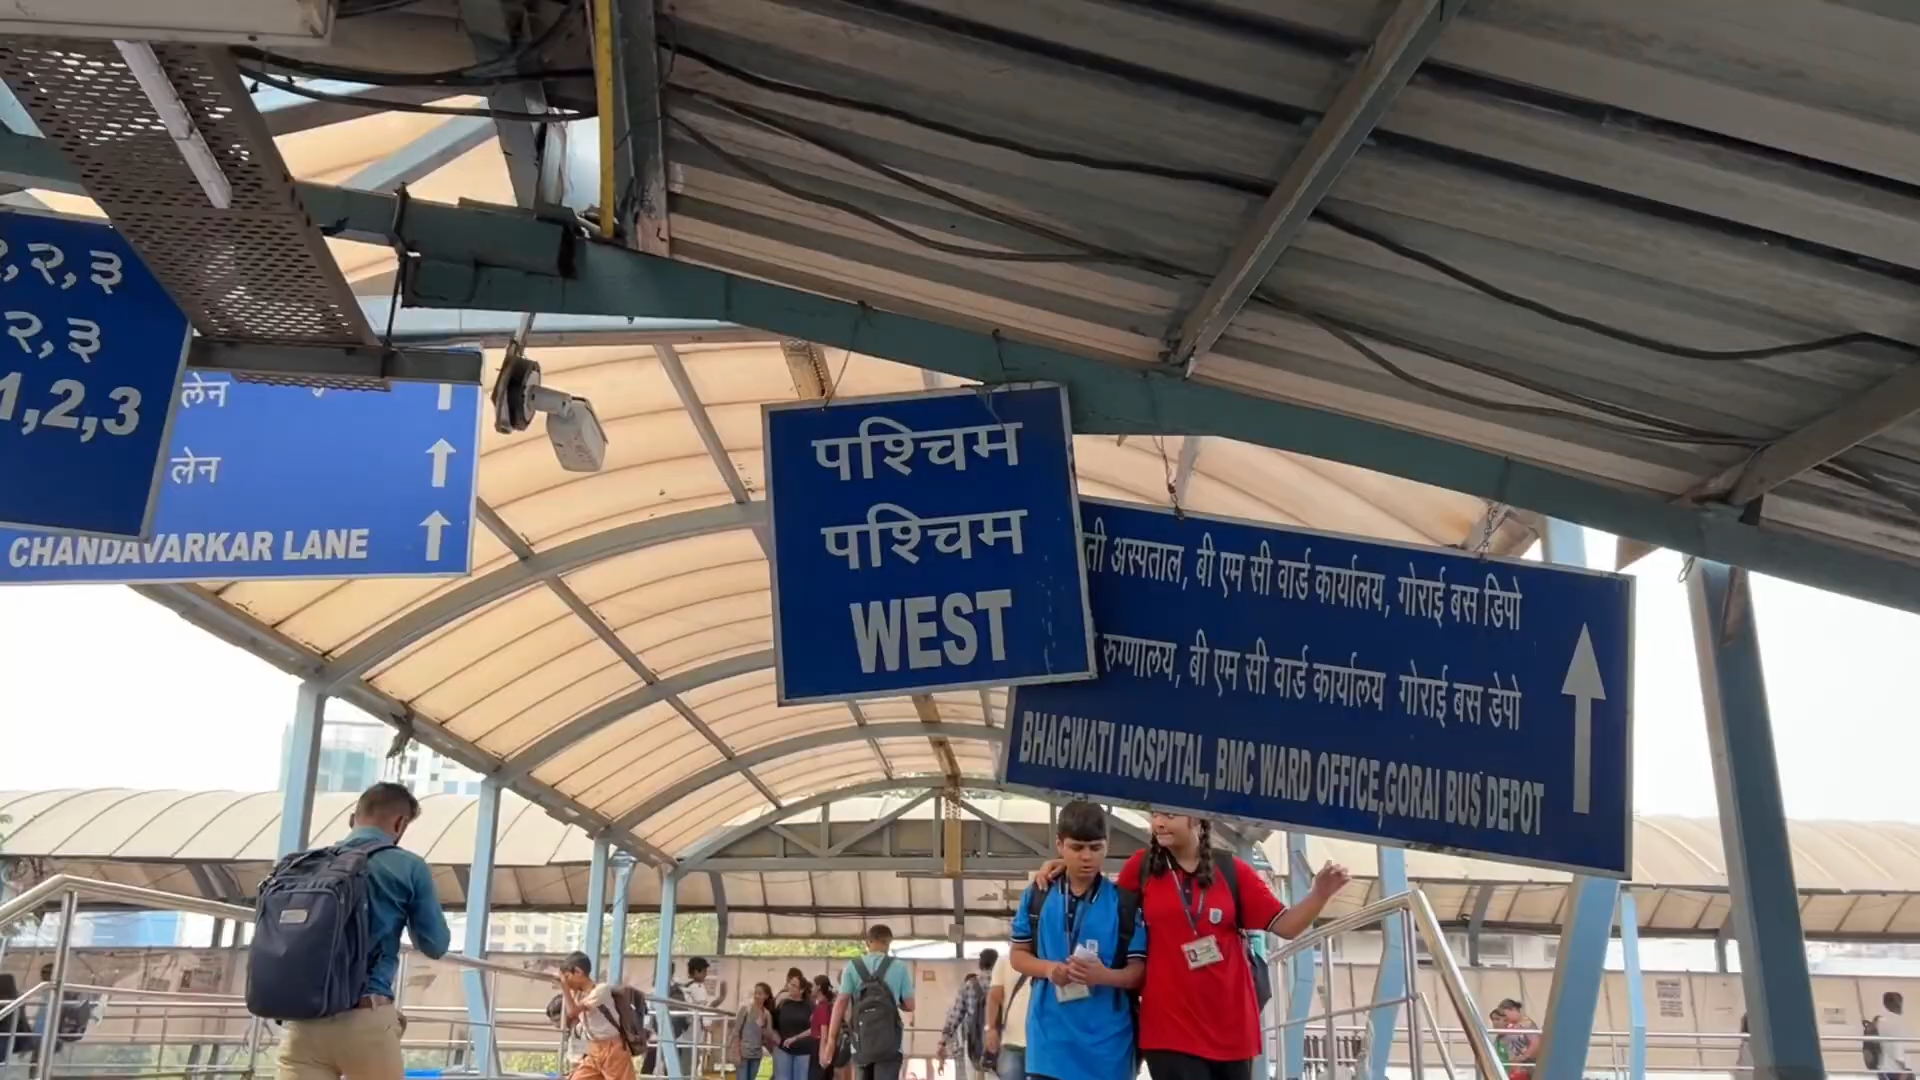 २,३
२,३
1,2,3
लेन
लेन
CHANDAVARKAR LANE
पश्चिम
पश्चिम
WEST
अस्पताल, बी एम सी वार्ड कार्यालय, गोराई बस डिपो
रुग्णालय, बी एम सी वार्ड कार्यालय गोराई बस डेपो
BHAGWATI HOSPITAL, BMC WARD OFFICE,GORAI BUS DEPOT